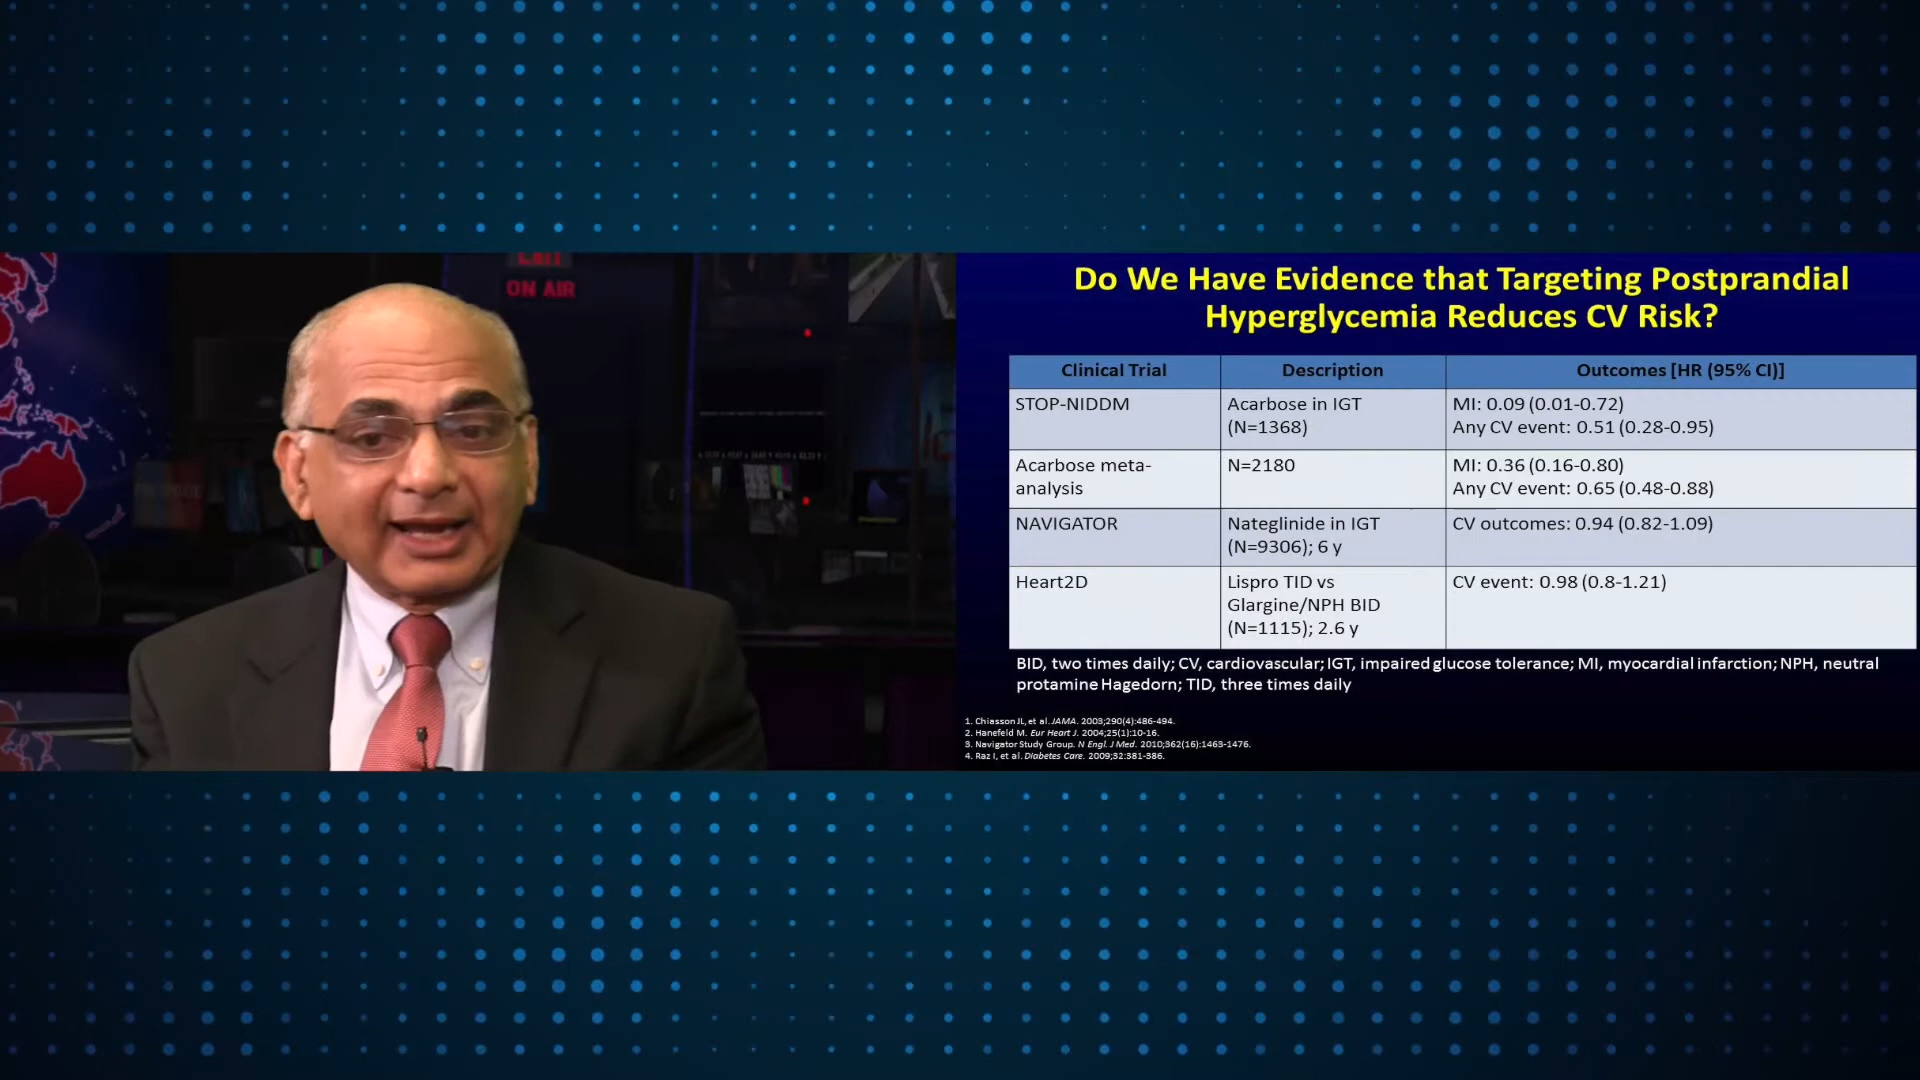 EXIT
ON AIR
Do We Have Evidence that Targeting Postprandial
Hyperglycemia Reduces CV Risk?
Clinical Trial Description Outcomes [HR (95% CI)]
STOP-NIDDM
Acarbose in IGT
(N=1368)
MI: 0.09 (0.01-0.72)
Any CV event: 0.51 (0.28-0.95)
Acarbose meta-
analysis
N=2180
MI: 0.36 (0.16-0.80)
Any CV event: 0.65 (0.48-0.88)
NAVIGATOR
Nateglinide in IGT
(N=9306); 6 y
CV outcomes: 0.94 (0.82-1.09)
Heart2D
Lispro TID vs
Glargine/NPH BID
(N=1115); 2.6 y
CV event: 0.98 (0.8-1.21)
BID, two times daily; CV, cardiovascular; IGT, impaired glucose tolerance; MI, myocardial infarction; NPH, neutral
protamine Hagedorn; TID, three times daily
1. Chiasson JL, et al. JAMA. 2003;290(4):486-494.
2. Hanefeld M. Eur Heart J. 2004;25(1):10-16.
3. Navigator Study Group. N Engl J Med. 2010;362(16):1463-1476.
4. Raz I, et al. Diabetes Care. 2009;32:381-386.